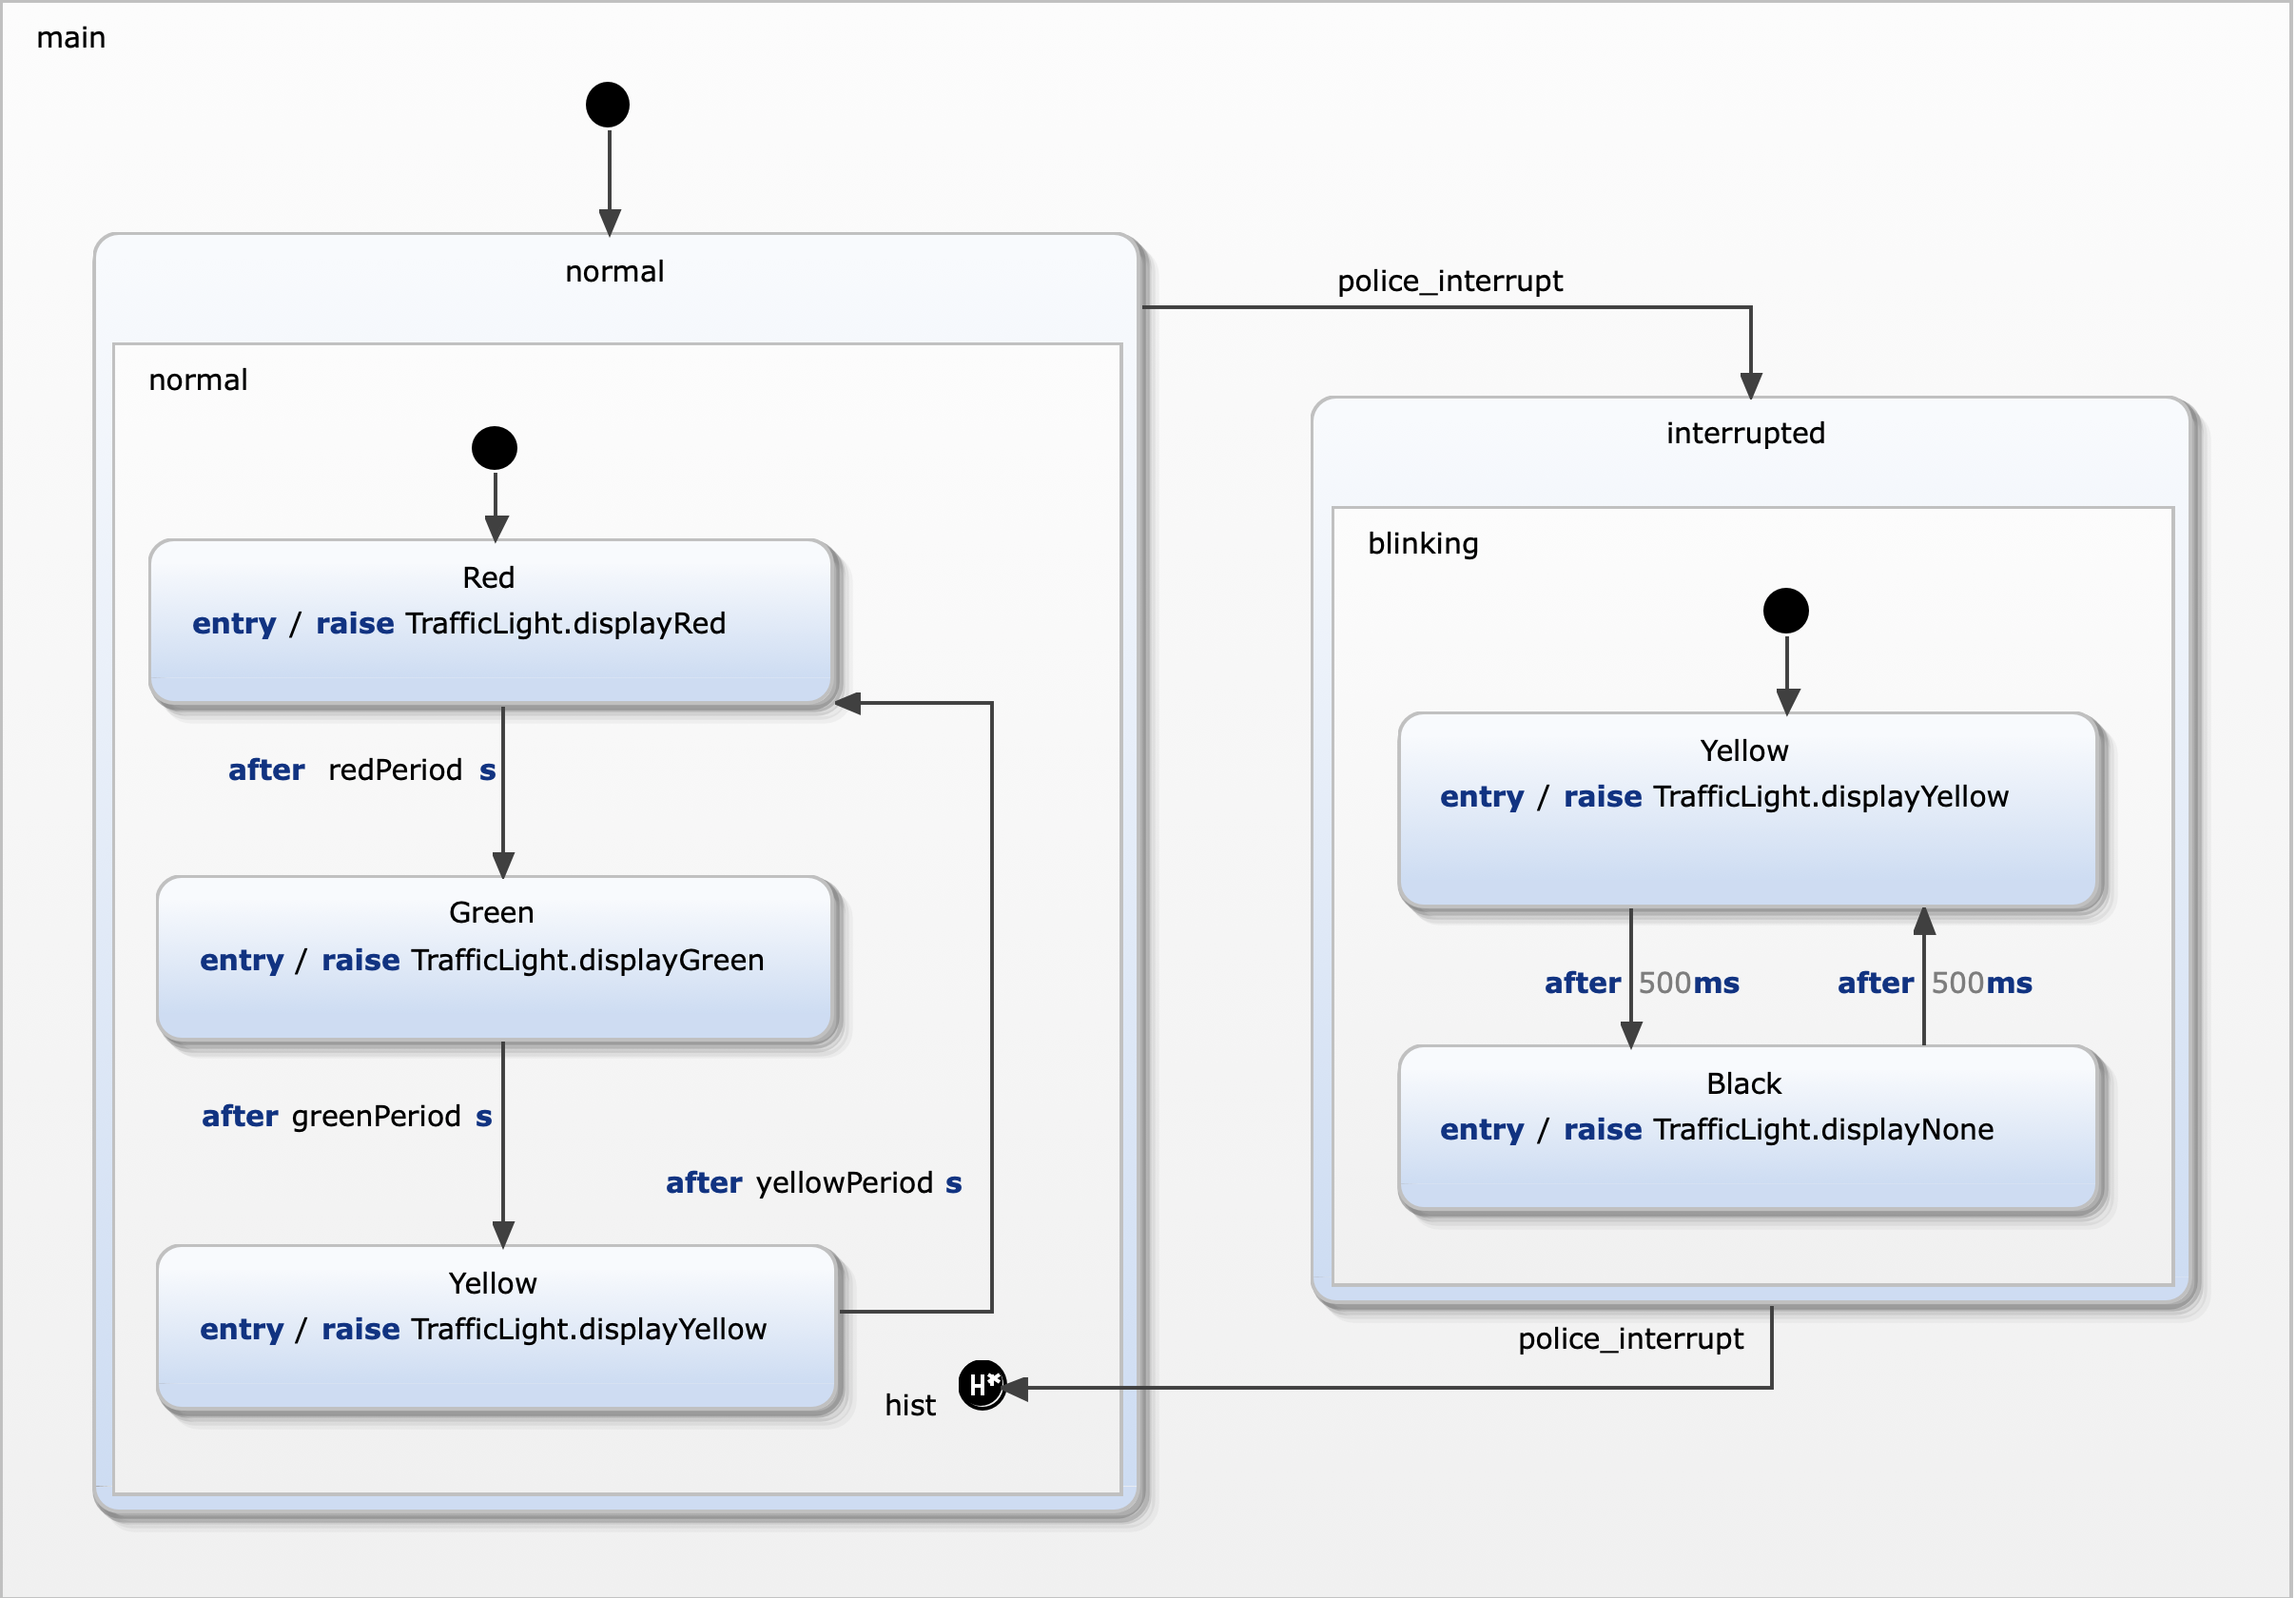 main
normal
normal
Red
entry / raise TrafficLight.displayRed
after redPeriod s
Green
entry / raise TrafficLight.displayGreen
after greenPeriod s
after yellowPeriod s
Yellow
entry / raise TrafficLight.displayYellow
hist
H*
police_interrupt
interrupted
blinking
Yellow
entry / raise TrafficLight.displayYellow
after 500ms
after 500ms
Black
entry / raise TrafficLight.displayNone
police_interrupt